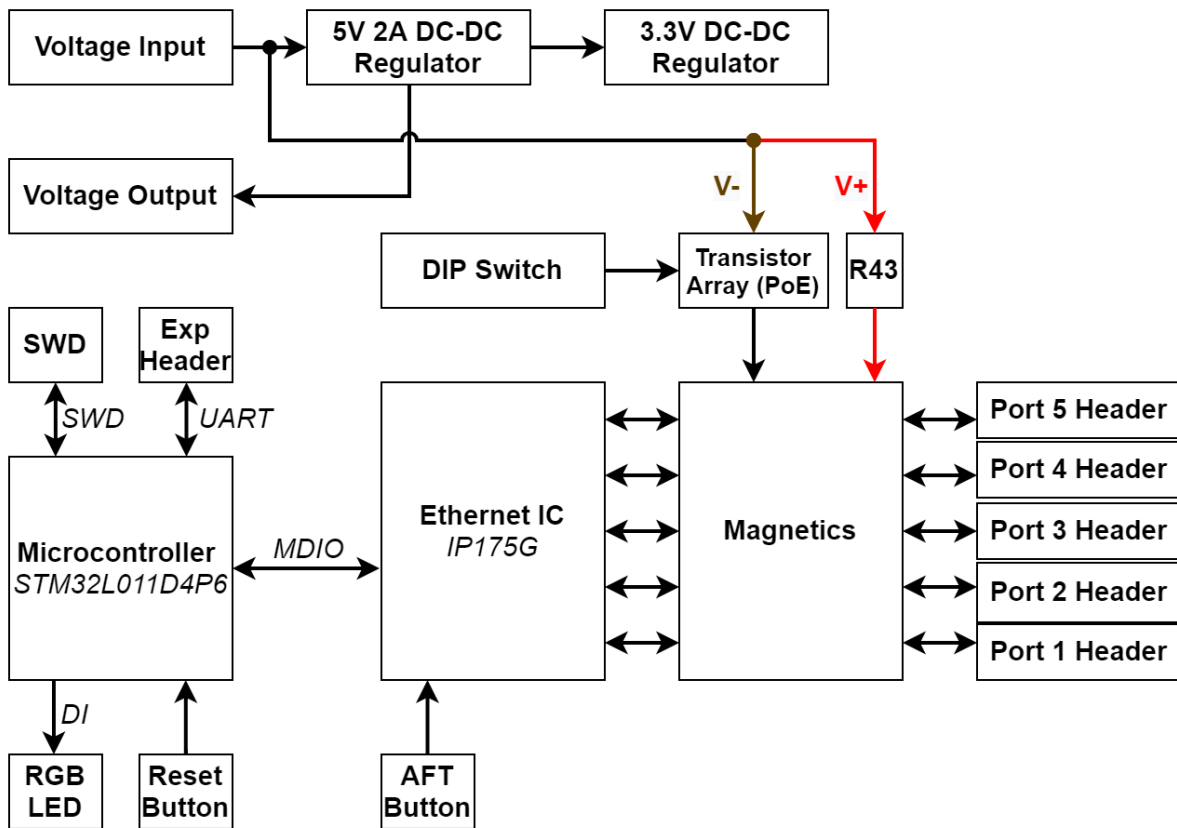 Voltage Input
5V 2A DC-DC
Regulator
3.3V DC-DC
Regulator
Voltage Output
V-
V+
DIP Switch
Transistor
Array (PoE)
R43
SWD
Exp
Header
SWD
UART
Microcontroller
STM32L011D4P6
MDIO
Ethernet IC
IP175G
Magnetics
Port 5 Header
Port 4 Header
Port 3 Header
Port 2 Header
Port 1 Header
DI
RGB
LED
Reset
Button
AFT
Button